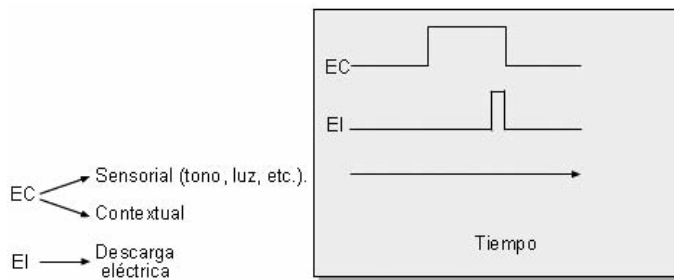 EC
EI
Tiempo
EC
Sensorial (tono, luz, etc.).
Contextual
EI
Descarga
eléctrica